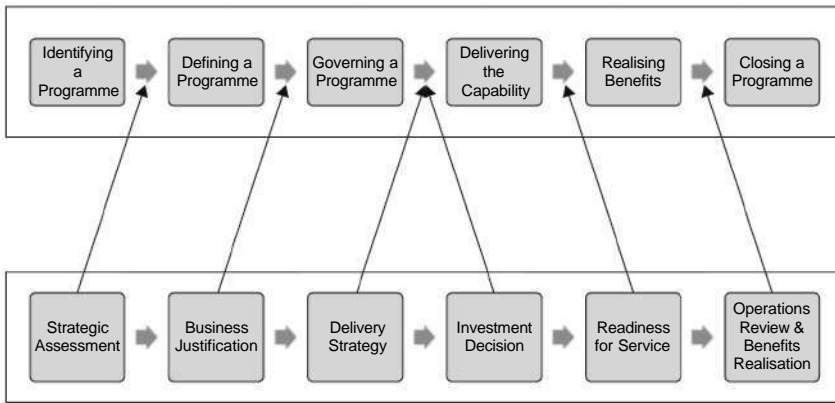 Identifying
a
Programme
Defining a
Programme
Governing a
Programme
Delivering
the
Capability
Realising
Benefits
Closing a
Programme
Strategic
Assessment
Business
Justification
Delivery
Strategy
Investment
Decision
Readiness
for Service
Operations
Review &
Benefits
Realisation